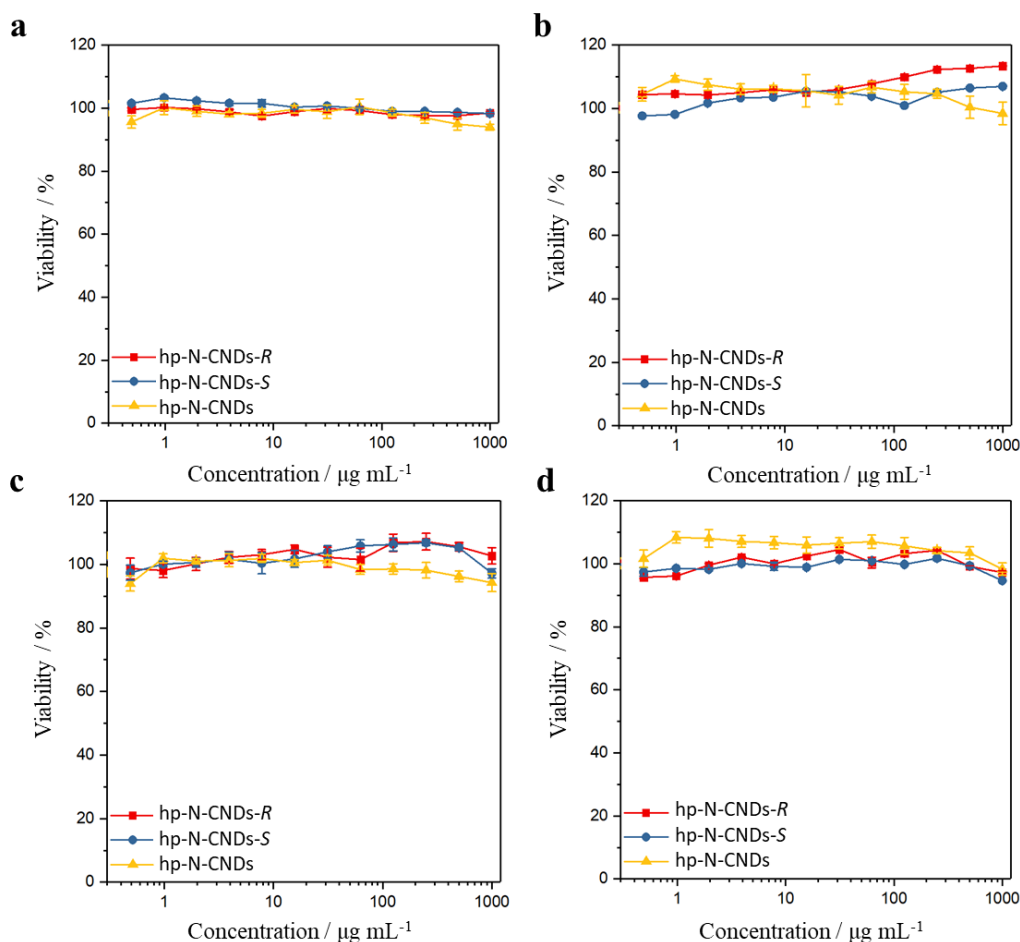 a
120
100
80
60
40
20
0
Viability / %
hp-N-CNDs-R
hp-N-CNDs-S
hp-N-CNDs
1
10
100
1000
Concentration / μg mL-1
b
120
100
80
60
40
20
0
Viability / %
hp-N-CNDs-R
hp-N-CNDs-S
hp-N-CNDs
1
10
100
1000
Concentration / μg mL-1
c
120
100
80
60
40
20
0
Viability / %
hp-N-CNDs-R
hp-N-CNDs-S
hp-N-CNDs
1
10
100
1000
Concentration / μg mL-1
d
120
100
80
60
40
20
0
Viability / %
hp-N-CNDs-R
hp-N-CNDs-S
hp-N-CNDs
1
10
100
1000
Concentration / μg mL-1